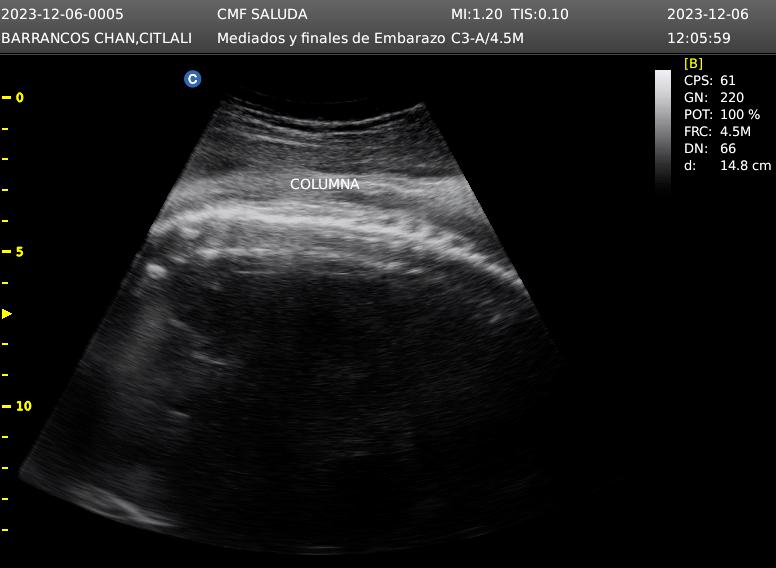 2023-12-06-0005 CMF SALUDA MI:1.20 TIS:0.10 2023-12-06
BARRANCOS CHAN,CITLALI Mediados y finales de Embarazo C3-A/4.5M 12:05:59
C
[B]
CPS: 61
GN: 220
POT: 100 %
FRC: 4.5M
DN: 66
d: 14.8 cm
0
COLUMNA
5
10